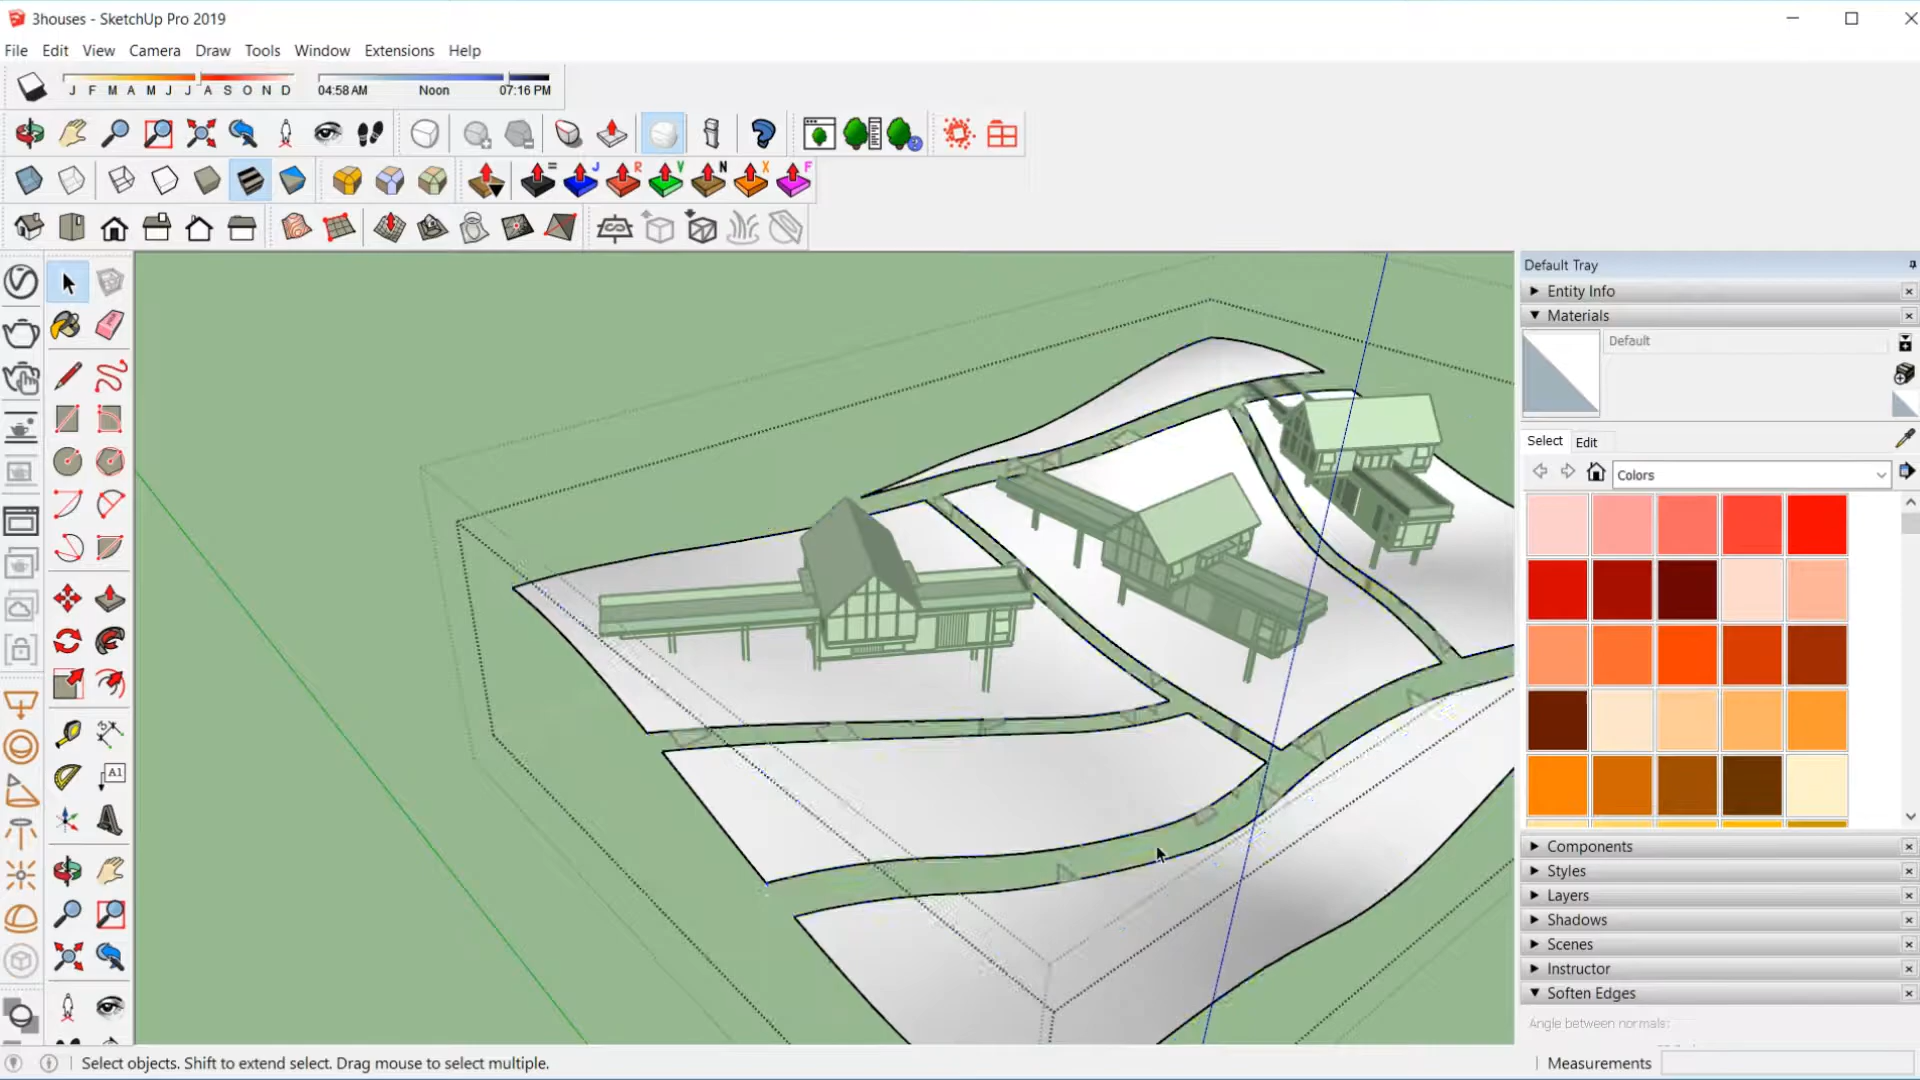 3houses - SketchUp Pro 2019
File Edit View Camera Draw Tools Window Extensions Help
J F M A M J J A S O N D
04:58 AM Noon 07:16 PM
= J R V N X F
Default Tray
Entity Info
Materials
Default
Select Edit
Colors
A1
Components
Styles
Layers
Shadows
Scenes
Instructor
Soften Edges
Angle between normals:
Select objects. Shift to extend select. Drag mouse to select multiple.
Measurements